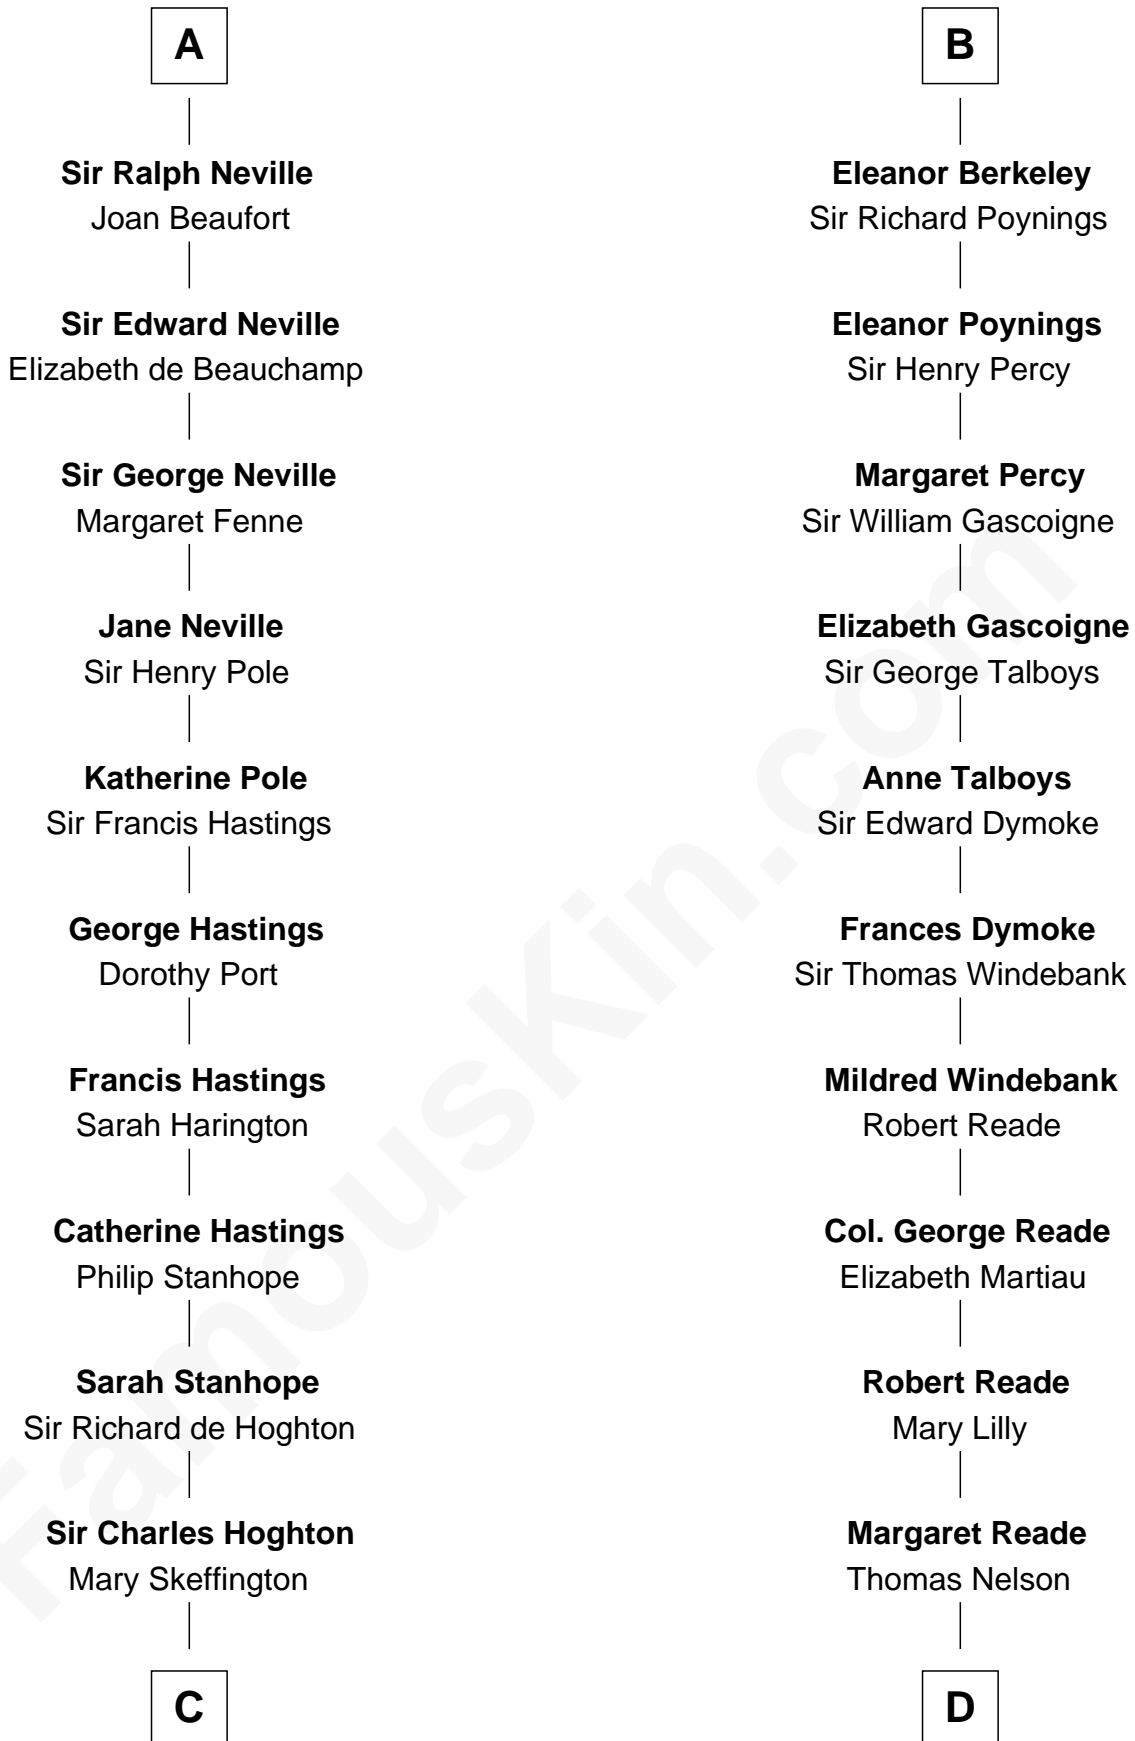 A
Sir Ralph Neville
Joan Beaufort
Sir Edward Neville
Elizabeth de Beauchamp
Sir George Neville
Margaret Fenne
Jane Neville
Sir Henry Pole
Katherine Pole
Sir Francis Hastings
George Hastings
Dorothy Port
Francis Hastings
Sarah Harington
Catherine Hastings
Philip Stanhope
Sarah Stanhope
Sir Richard de Hoghton
Sir Charles Hoghton
Mary Skeffington
C
B
Eleanor Berkeley
Sir Richard Poynings
Eleanor Poynings
Sir Henry Percy
Margaret Percy
Sir William Gascoigne
Elizabeth Gascoigne
Sir George Talboys
Anne Talboys
Sir Edward Dymoke
Frances Dymoke
Sir Thomas Windebank
Mildred Windebank
Robert Reade
Col. George Reade
Elizabeth Martiau
Robert Reade
Mary Lilly
Margaret Reade
Thomas Nelson
D
FamousKin.com